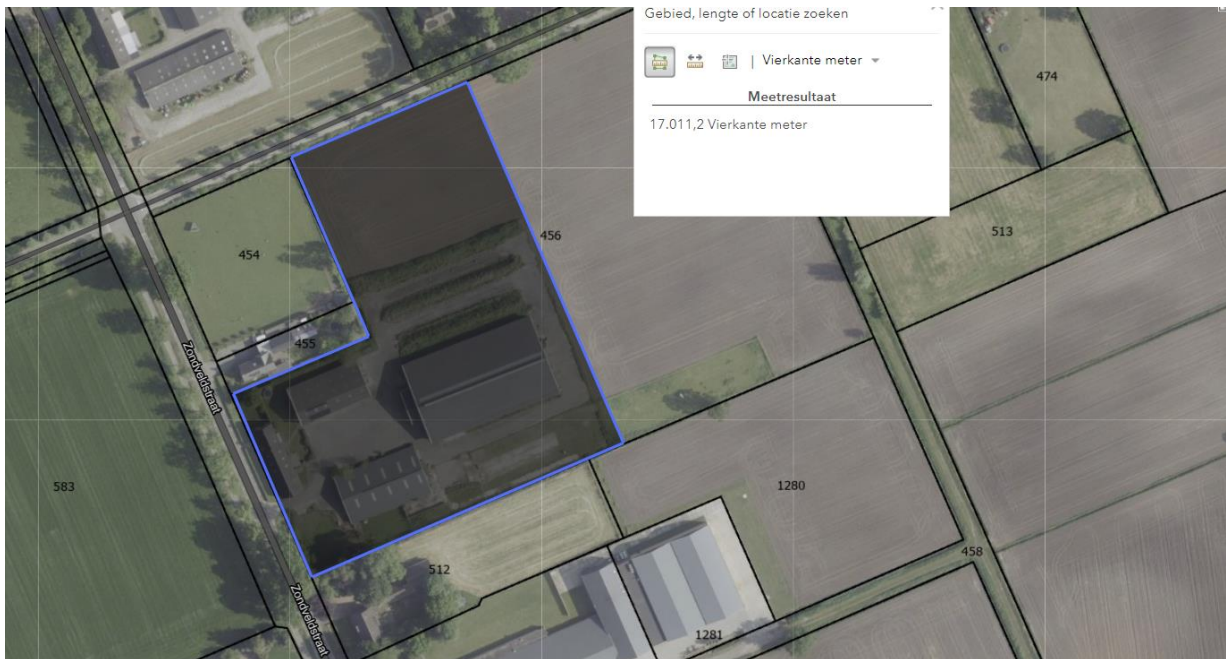 Gebied, lengte of locatie zoeken
| Vierkante meter
Meetresultaat
17.011,2 Vierkante meter
474
513
456
454
455
Zondveldstraat
583
1280
458
512
Zondveldstraat
1281